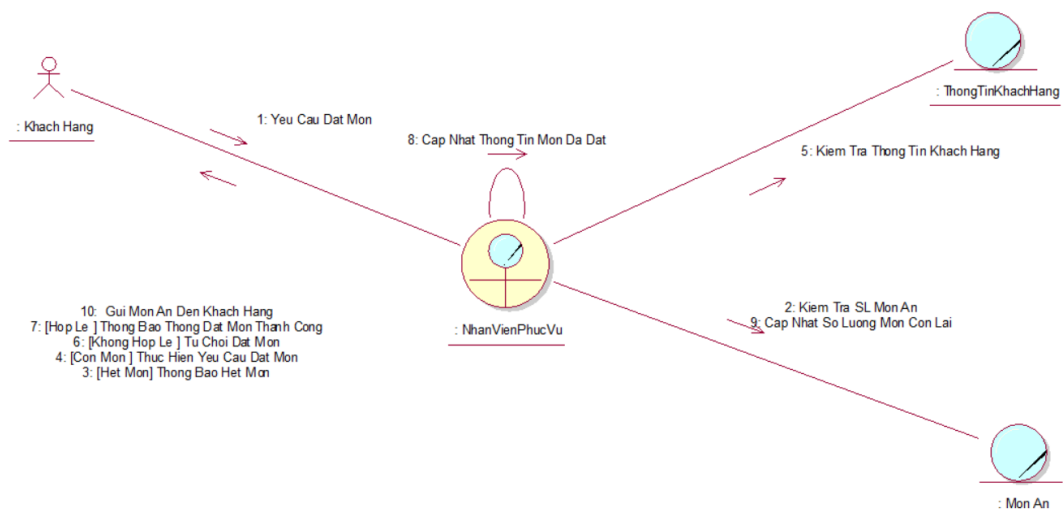 : ThongTinKhachHang
: Khach Hang
1: Yeu Cau Dat Mon
8: Cap Nhat Thong Tin Mon Da Dat
5: Kiem Tra Thong Tin Khach Hang
10:  Gui Mon An Den Khach Hang
7: [Hop Le ] Thong Bao Thong Dat Mon Thanh Cong
6: [Khong Hop Le ] Tu Choi Dat Mon
4: [Con Mon ] Thuc Hien Yeu Cau Dat Mon
3: [Het Mon] Thong Bao Het Mon
: NhanVienPhucVu
2: Kiem Tra SL Mon An
9: Cap Nhat So Luong Mon Con Lai
: Mon An